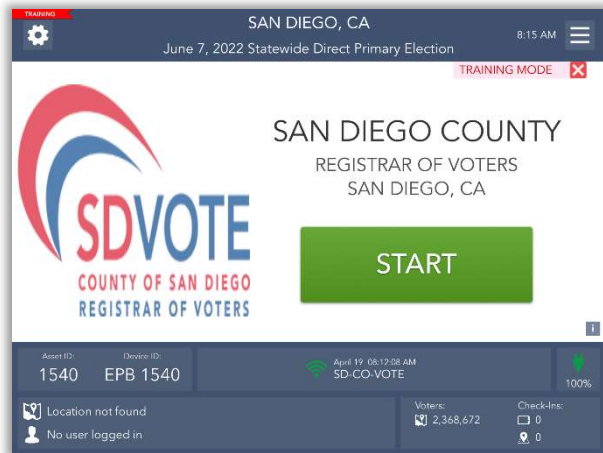 TRAINING
SAN DIEGO, CA
June 7, 2022 Statewide Direct Primary Election
8:15 AM
TRAINING MODE
SDVOTE
COUNTY OF SAN DIEGO
REGISTRAR OF VOTERS
SAN DIEGO COUNTY
REGISTRAR OF VOTERS
SAN DIEGO, CA
START
i
Asset ID:
1540
Device ID:
EPB 1540
April 19 08:12:08 AM
SD-CO-VOTE
100%
Location not found
No user logged in
Voters:
2,368,672
Check-Ins:
0
0